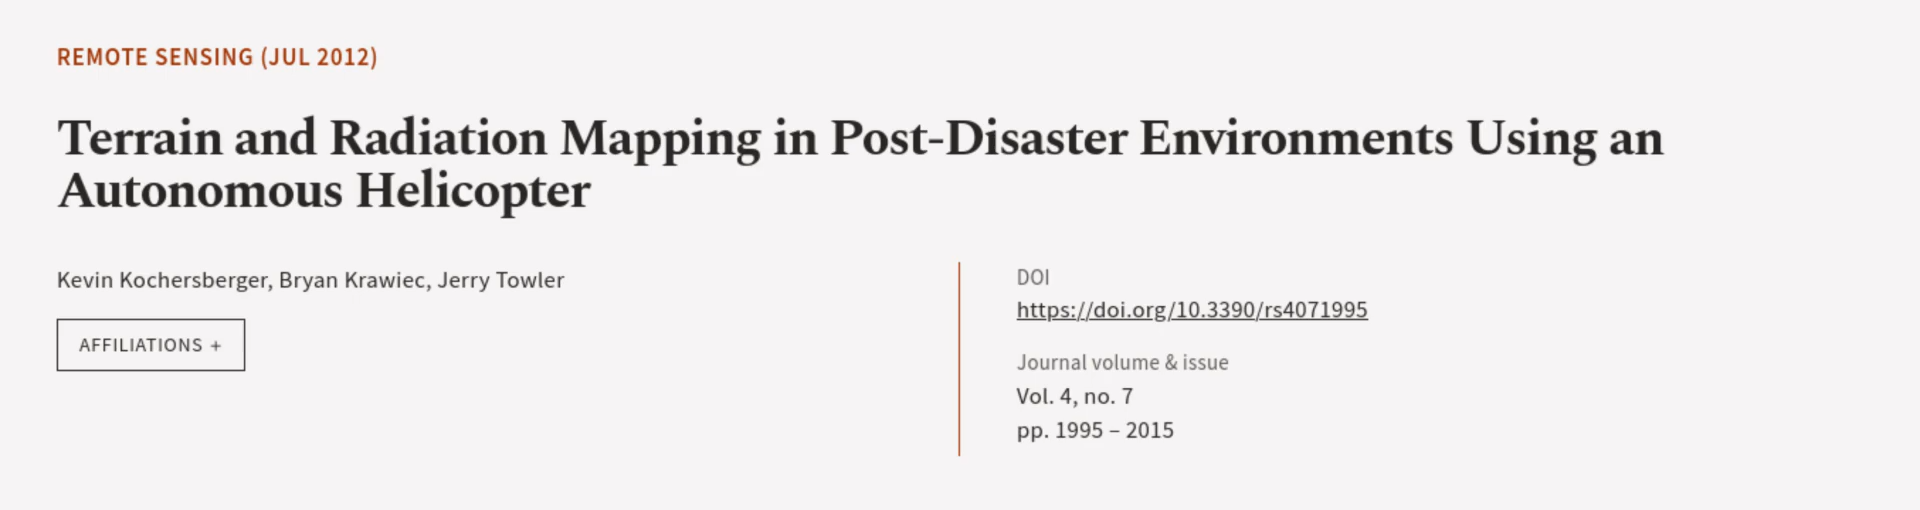 REMOTE SENSING (JUL 2012)
Terrain and Radiation Mapping in Post-Disaster Environments Using an
Autonomous Helicopter
Kevin Kochersberger, Bryan Krawiec, Jerry Towler
AFFILIATIONS +
DOI
https://doi.org/10.3390/rs4071995
Journal volume & issue
Vol. 4, no. 7
pp. 1995 – 2015